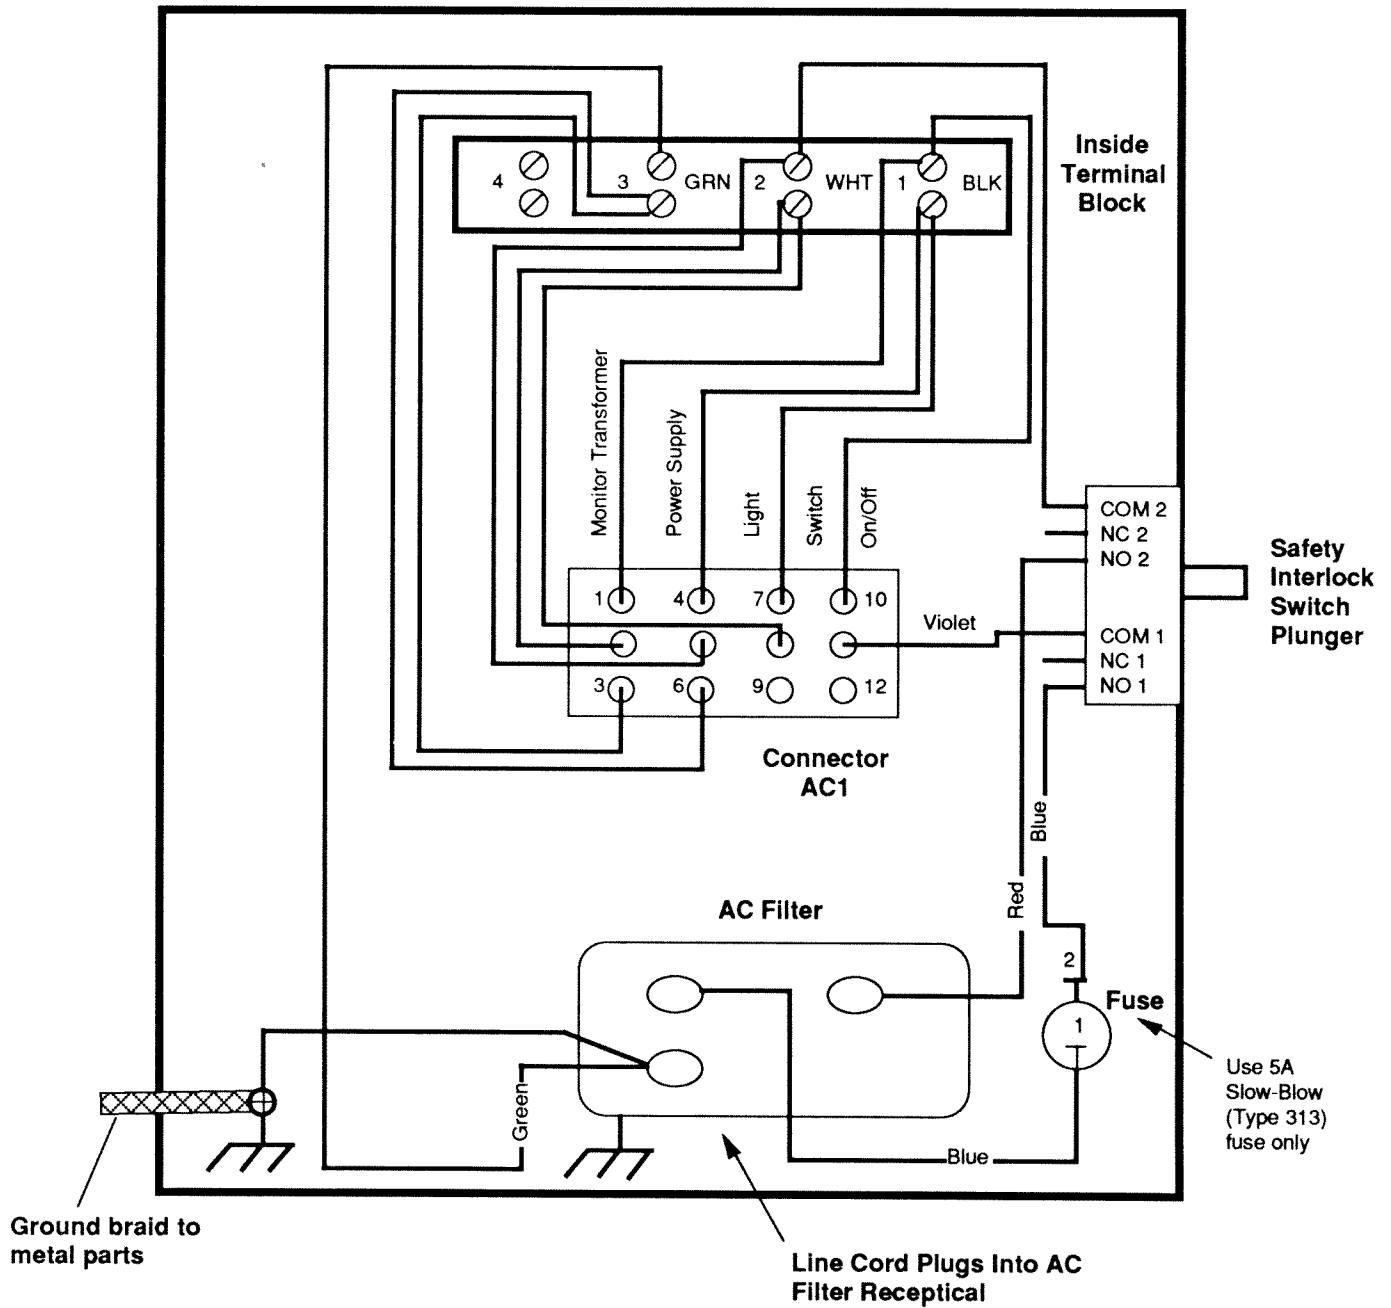 Inside
Terminal
Block
4
3
GRN
2
WHT
1
BLK
Monitor Transformer
Power Supply
Light
Switch
On/Off
COM 2
NC 2
NO 2
COM 1
NC 1
NO 1
Safety
Interlock
Switch
Plunger
1
4
7
10
Violet
3
6
9
12
Connector
AC1
Blue
Red
AC Filter
2
Fuse
1
Use 5A
Slow-Blow
(Type 313)
fuse only
Green
Blue
Ground braid to
metal parts
Line Cord Plugs Into AC
Filter Receptical